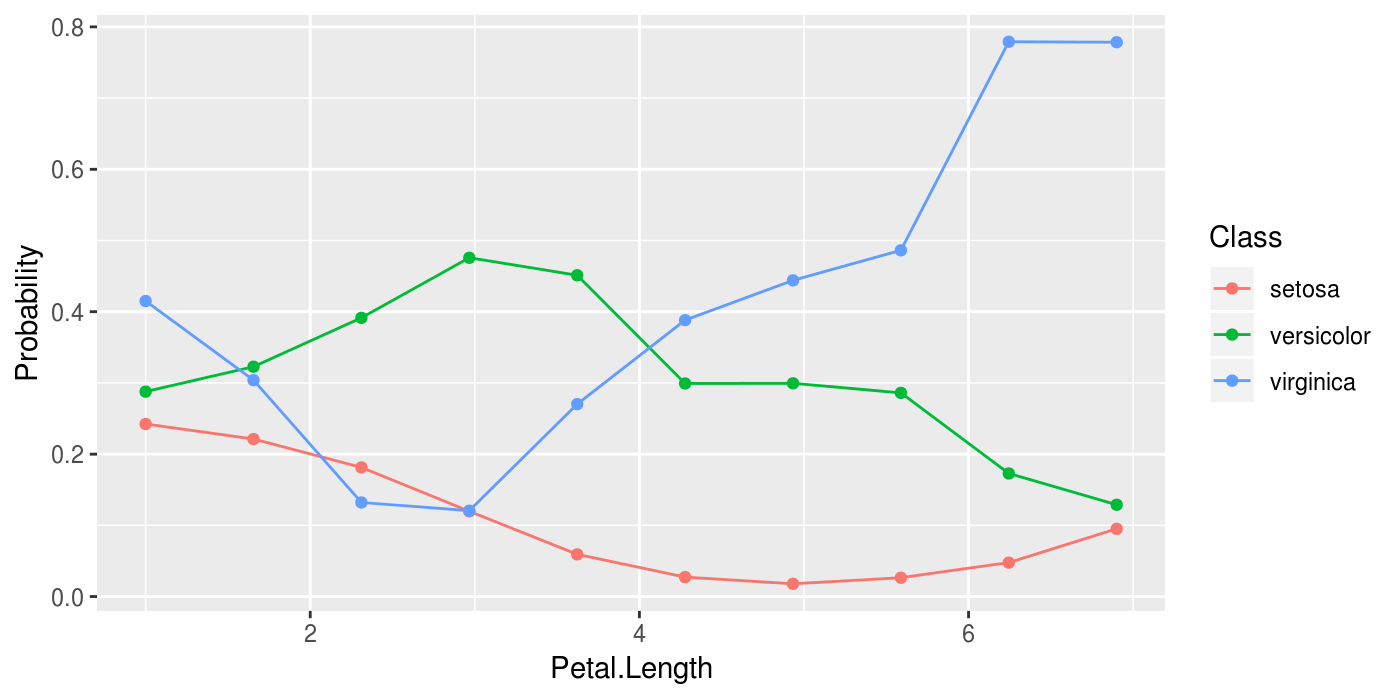 Probability
0.8
0.6
0.4
0.2
0.0
2 4 6
Petal.Length
Class
setosa
versicolor
virginica